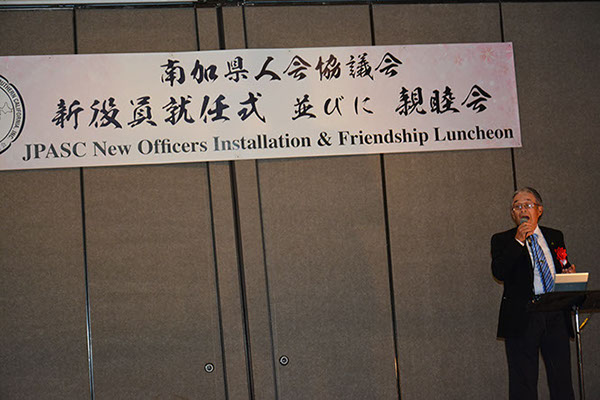 南加県人会協議会
新役員就任式 並びに 親睦会
JPASC New Officers Installation & Friendship Luncheon